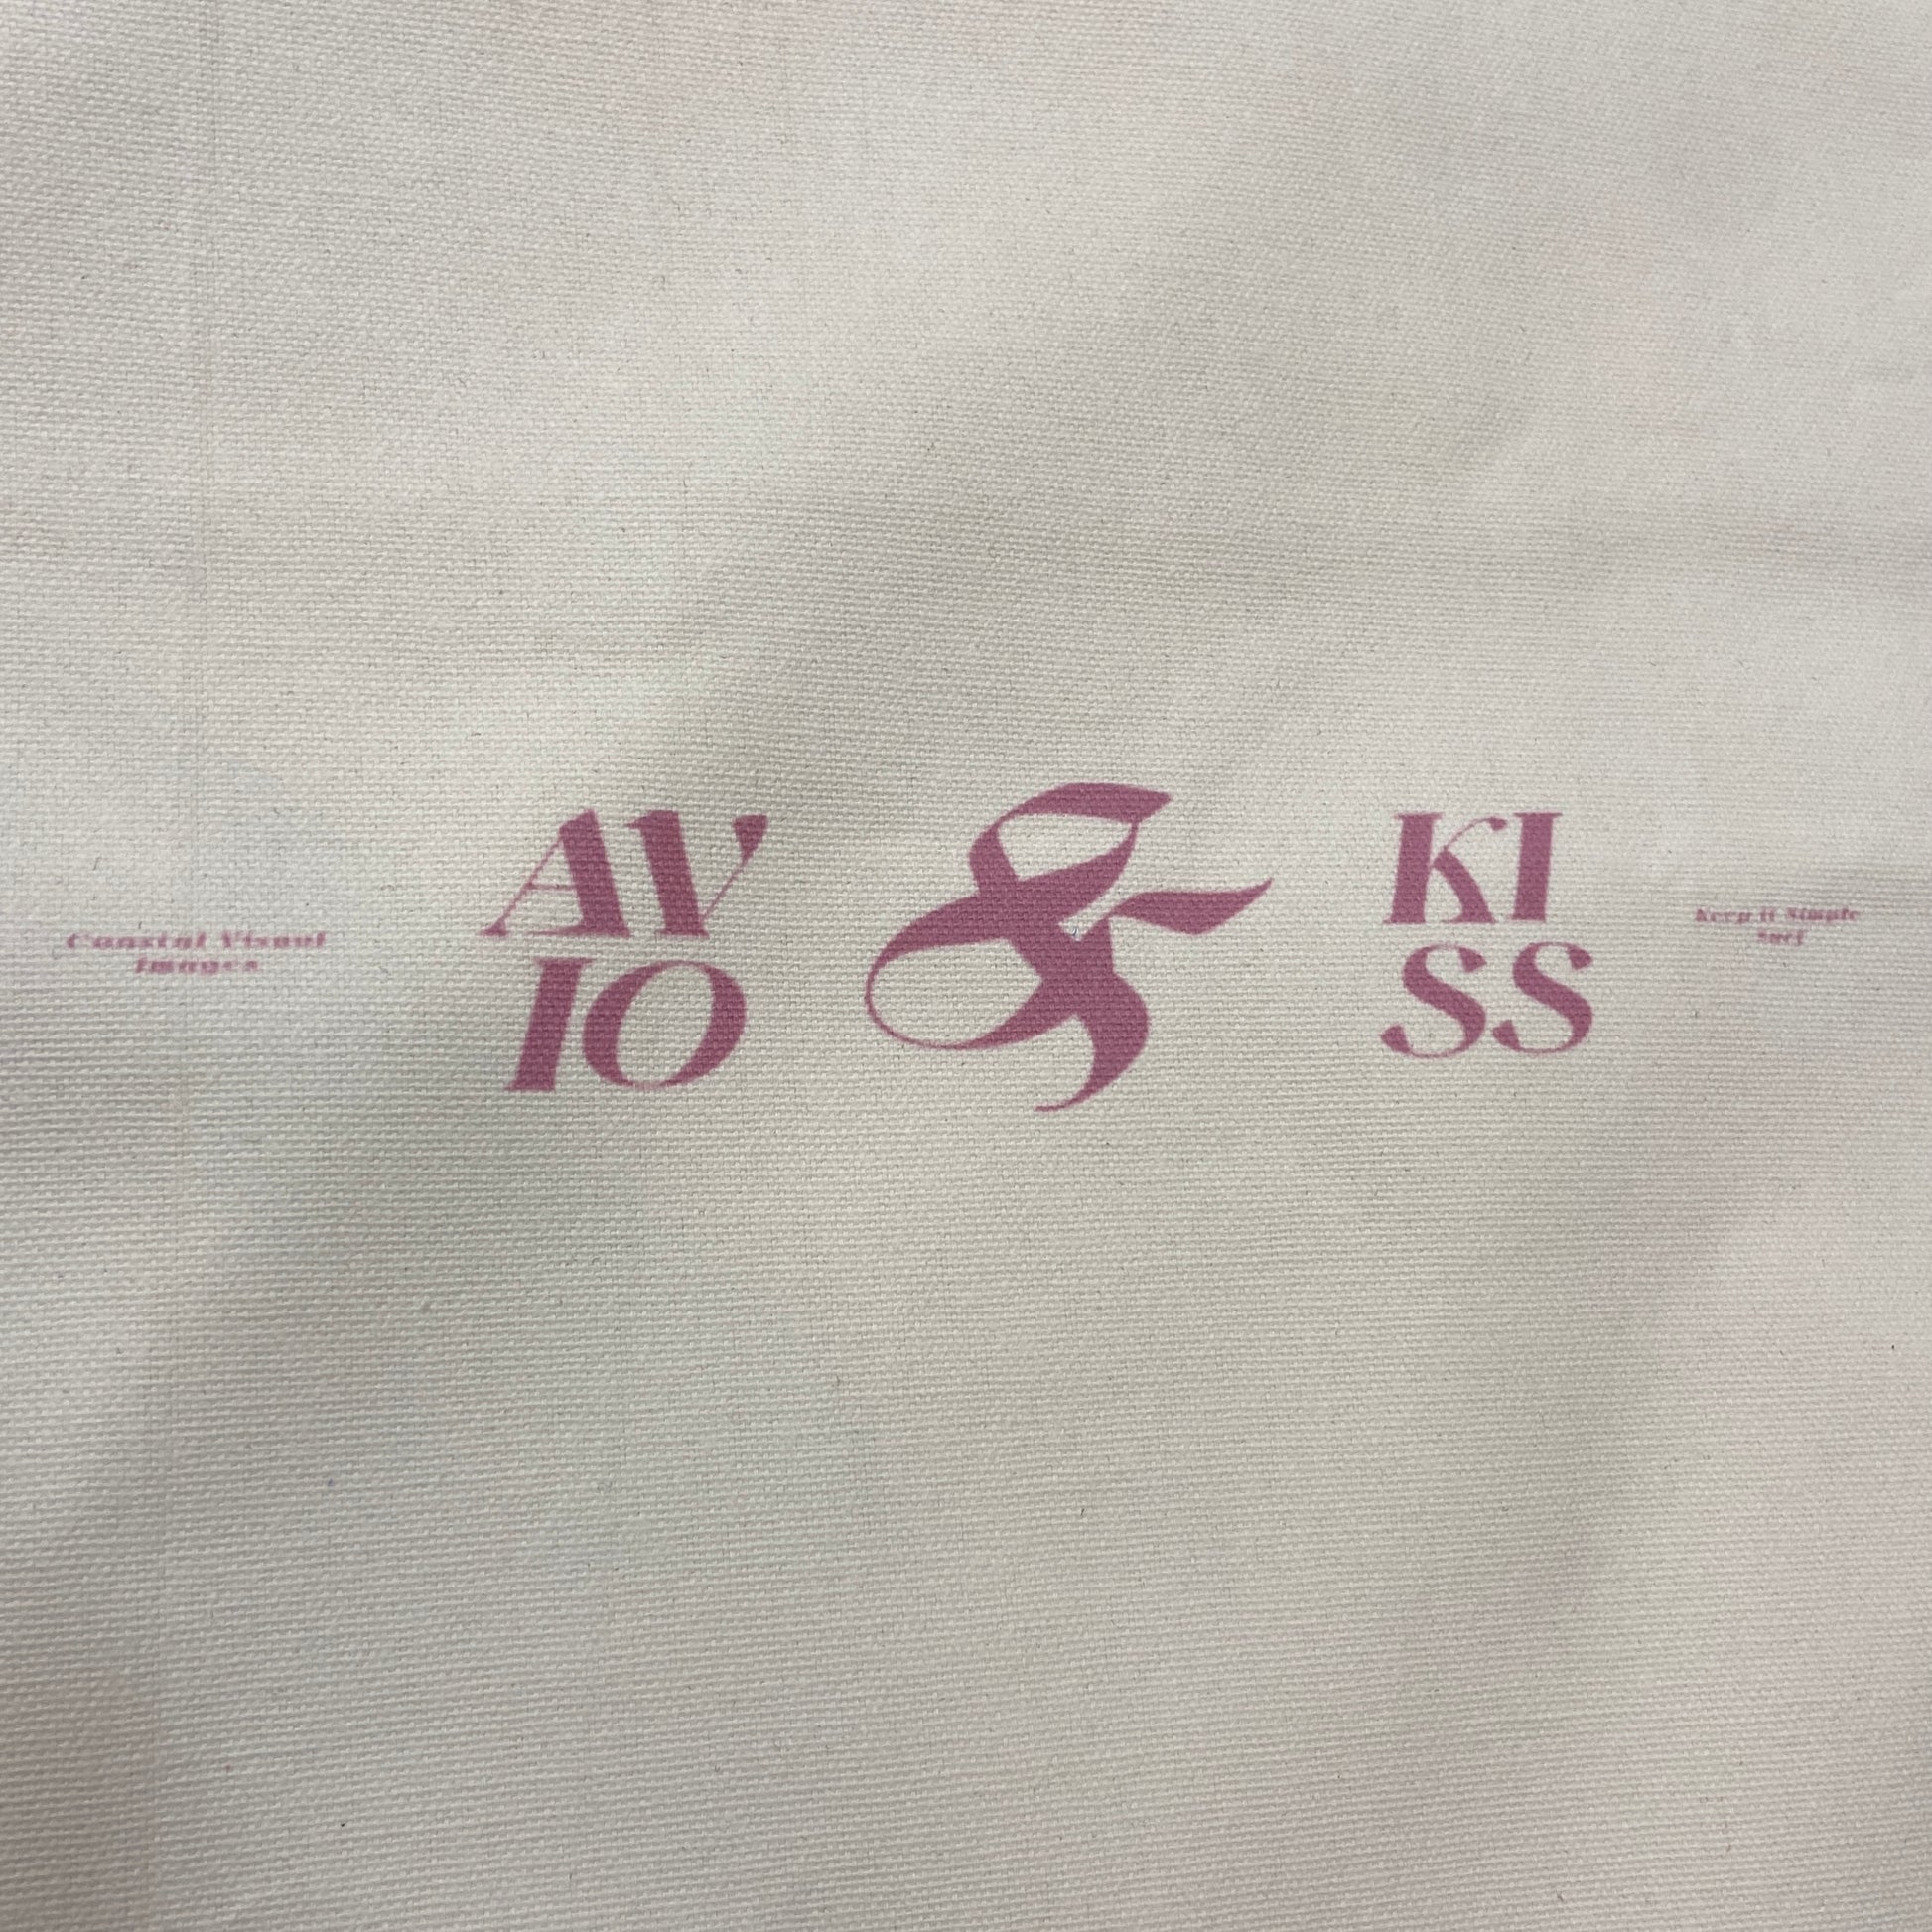 Coastal Visual
Images
AV
IO
&
KI
SS
Keep it Simple
Surf